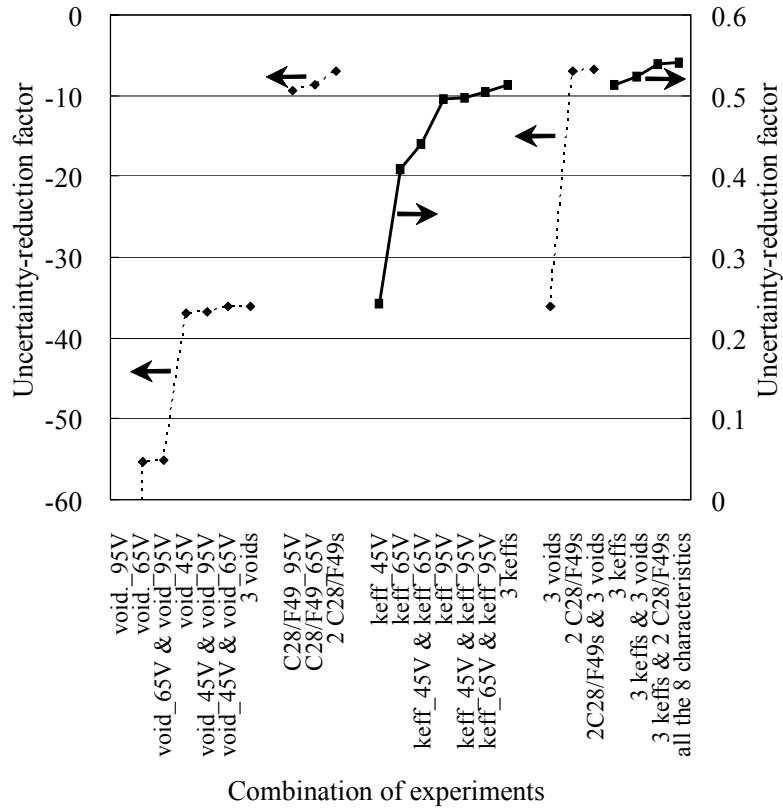 0
-10
-20
-30
-40
-50
-60
Uncertainty-reduction factor
0.6
0.5
0.4
0.3
0.2
0.1
0
Uncertainty-reduction factor
void._95V
void._65V
void_65V & void_95V
void_45V
void_45V & void_95V
void_45V & void_65V
3 voids
C28/F49_95V
C28/F49_65V
2 C28/F49s
keff_45V
keff_65V
keff_45V & keff_65V
keff_95V
keff_45V & keff_95V
keff_65V & keff_95V
3 keffs
3 voids
2 C28/F49s
2C28/F49s & 3 voids
3 keffs
3 keffs & 3 voids
3 keffs & 2 C28/F49s
all the 8 characteristics
Combination of experiments